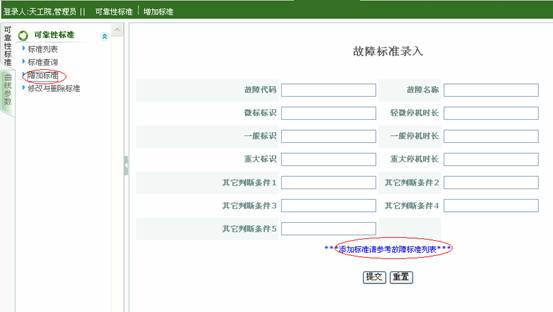 登录人:天工院,管理员 || 可靠性标准 | 增加标准
可靠性标准
曲线参数
可靠性标准
标准列表
标准查询
增加标准
修改与删除标准
故障标准录入
故障代码 故障名称
微标标识 轻微停机时长
一般标识 一般停机时长
重大标识 重大停机时长
其它判断条件1 其它判断条件2
其它判断条件3 其它判断条件4
其它判断条件5
***添加标准请参考故障标准列表***
提交 重置